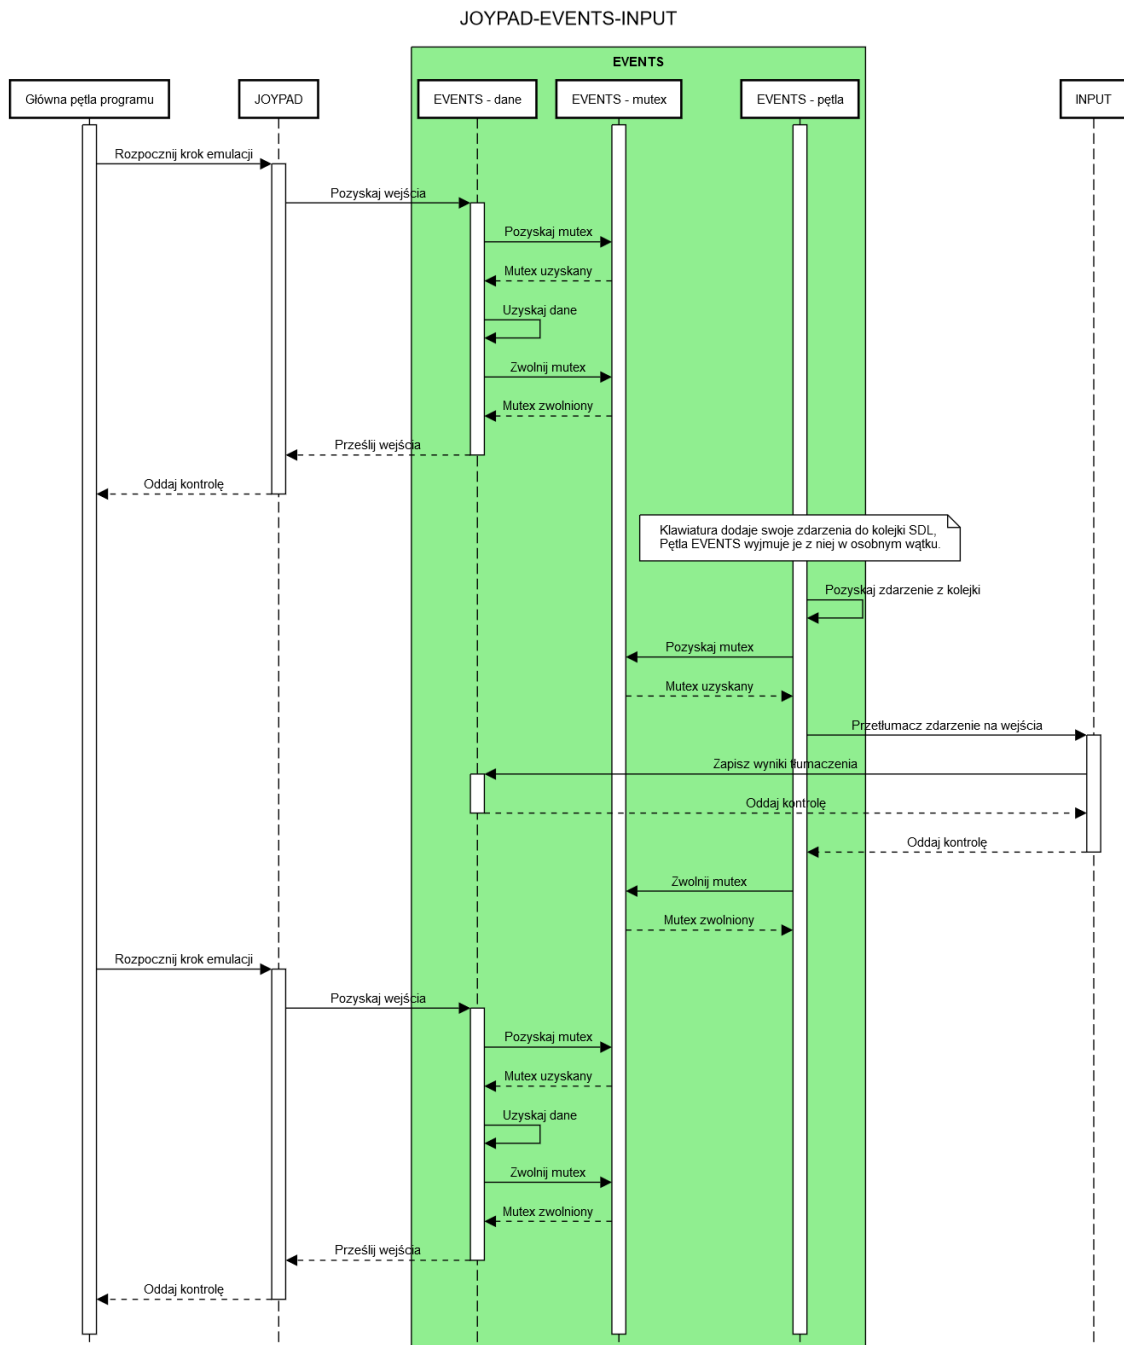 JOYPAD-EVENTS-INPUT
EVENTS
Główna pętla programu
JOYPAD
EVENTS - dane
EVENTS - mutex
EVENTS - pętla
INPUT
Rozpocznij krok emulacji
Pozyskaj wejścia
Pozyskaj mutex
Mutex uzyskany
Uzyskaj dane
Zwolnij mutex
Mutex zwolniony
Prześlij wejścia
Oddaj kontrolę
Klawiatura dodaje swoje zdarzenia do kolejki SDL,
Pętla EVENTS wyjmuje je z niej w osobnym wątku.
Pozyskaj zdarzenie z kolejki
Pozyskaj mutex
Mutex uzyskany
Przetłumacz zdarzenie na wejścia
Zapisz wyniki tłumaczenia
Oddaj kontrolę
Oddaj kontrolę
Zwolnij mutex
Mutex zwolniony
Rozpocznij krok emulacji
Pozyskaj wejścia
Pozyskaj mutex
Mutex uzyskany
Uzyskaj dane
Zwolnij mutex
Mutex zwolniony
Prześlij wejścia
Oddaj kontrolę